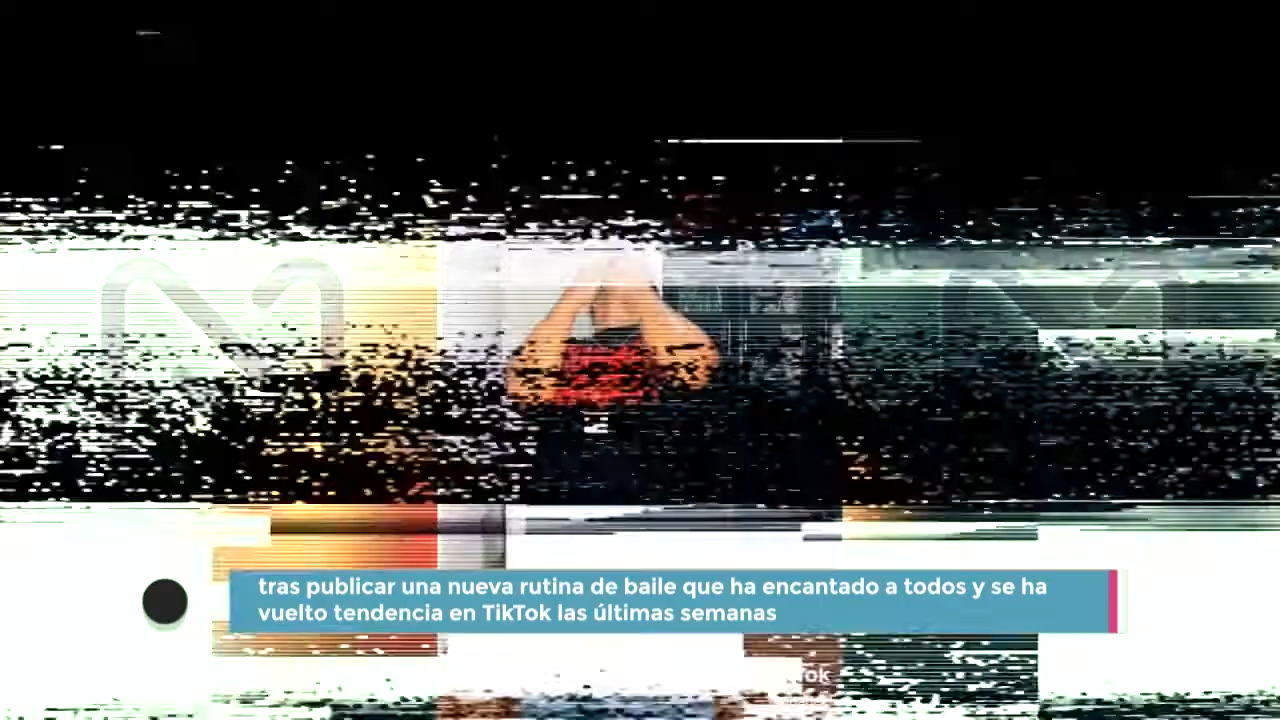 tras publicar una nueva rutina de baile que ha encantado a todos y se ha
vuelto tendencia en TikTok las últimas semanas